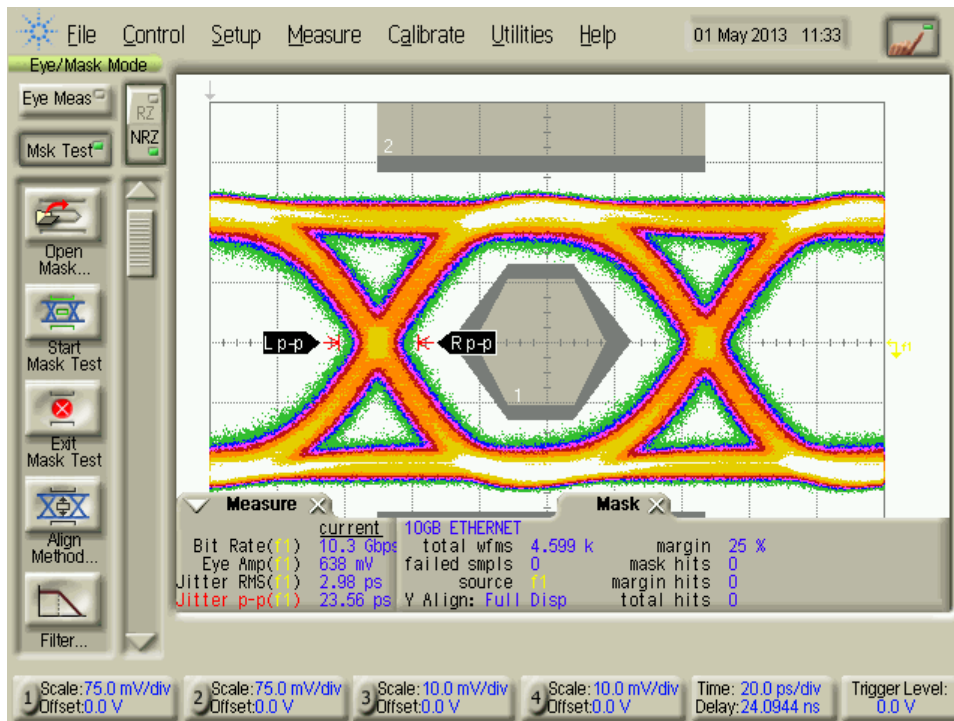 File Control Setup Measure Calibrate Utilities Help 01 May 2013 11:33
Eye/Mask Mode
Eye Meas
RZ
NRZ
Msk Test
Open
Mask...
Start
Mask Test
Exit
Mask Test
Align
Method...
Filter...
2
L p-p
R p-p
1
f1
Measure
current
Bit Rate(f1) 10.3 Gbps
Eye Amp(f1) 638 mV
Jitter RMS(f1) 2.98 ps
Jitter p-p(f1) 23.56 ps
Mask
10GB ETHERNET
total wfms 4.599 k margin 25 %
failed smpls 0 mask hits 0
source f1 margin hits 0
Y Align: Full Disp total hits 0
1 Scale:75.0 mV/div
Offset:0.0 V
2 Scale:75.0 mV/div
Offset:0.0 V
3 Scale:10.0 mV/div
Offset:0.0 V
4 Scale:10.0 mV/div
Offset:0.0 V
Time: 20.0 ps/div
Delay:24.0944 ns
Trigger Level:
0.0 V